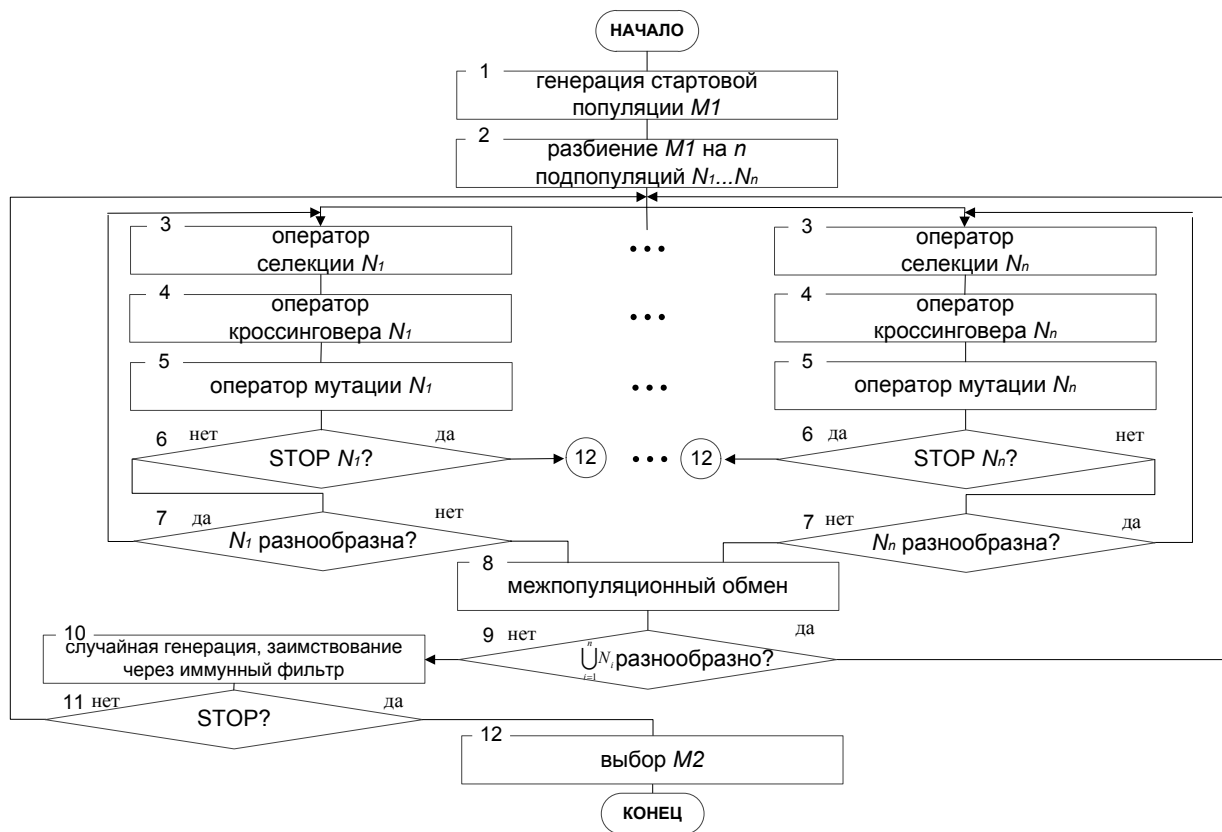 НАЧАЛО
1
генерация стартовой
популяции M1
2
разбиение M1 на n
подпопуляций N₁...Nₙ
3
оператор
селекции N₁
• • •
3
оператор
селекции Nₙ
4
оператор
кроссинговера N₁
• • •
4
оператор
кроссинговера Nₙ
5
оператор мутации N₁
• • •
5
оператор мутации Nₙ
6 нет да
STOP N₁?
12 • • • 12
6 да нет
STOP Nₙ?
7 да нет
N₁ разнообразна?
7 нет да
Nₙ разнообразна?
8
межпопуляционный обмен
9 нет да
⋃ⁿᵢ₌₁ Nᵢ разнообразно?
10
случайная генерация, заимствование
через иммунный фильтр
11 нет да
STOP?
12
выбор M2
КОНЕЦ